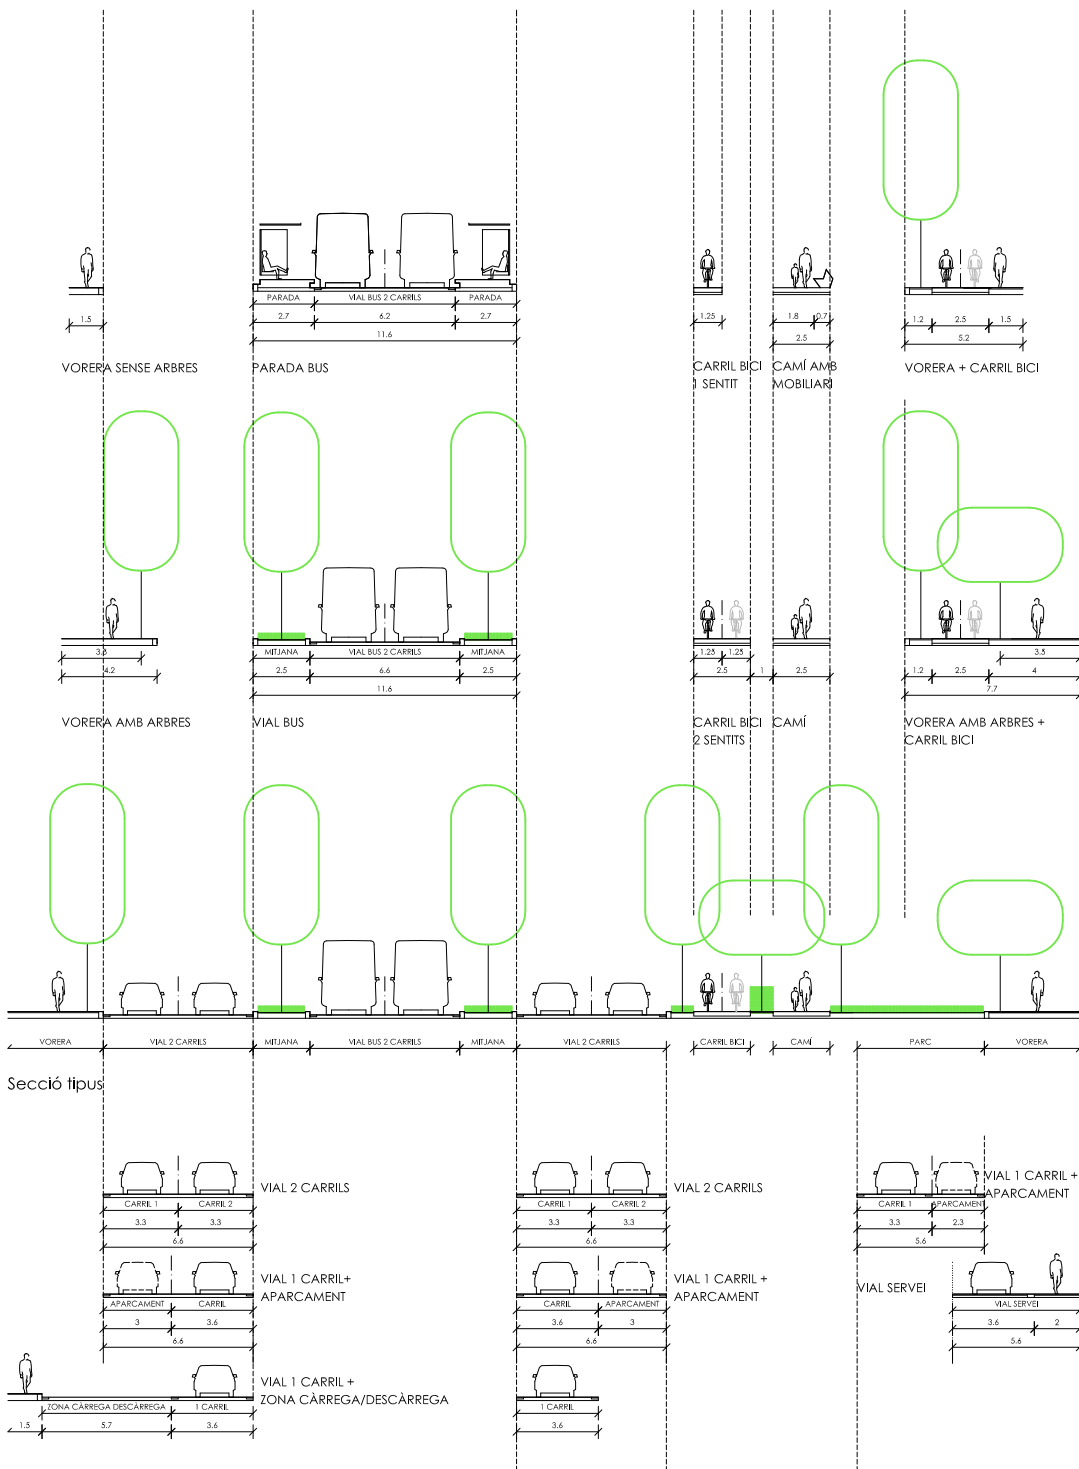 PARADA VIAL BUS 2 CARRILS PARADA
1.5 2.7 6.2 2.7 1.25 1.8 0.7 1.2 2.5 1.5
11.6 2.5 5.2
VORERA SENSE ARBRES PARADA BUS CARRIL BICI CAMÍ AMB VORERA + CARRIL BICI
1 SENTIT MOBILIARI
MITJANA VIAL BUS 2 CARRILS MITJANA
1.25 1.25 3.5
4.2 2.5 6.6 2.5 2.5 1 2.5 1.2 2.5 4
11.6 7.7
VORERA AMB ARBRES VIAL BUS CARRIL BICI CAMÍ VORERA AMB ARBRES +
2 SENTITS CARRIL BICI
VORERA VIAL 2 CARRILS MITJANA VIAL BUS 2 CARRILS MITJANA VIAL 2 CARRILS CARRIL BICI CAMÍ PARC VORERA
Secció tipus
VIAL 2 CARRILS VIAL 2 CARRILS VIAL 1 CARRIL +
APARCAMENT
CARRIL 1 CARRIL 2 CARRIL 1 CARRIL 2 CARRIL 1 APARCAMENT
3.3 3.3 3.3 3.3 3.3 2.3
6.6 6.6 5.6
VIAL 1 CARRIL+ VIAL 1 CARRIL + VIAL SERVEI
APARCAMENT APARCAMENT
APARCAMENT CARRIL CARRIL APARCAMENT VIAL SERVEI
3 3.6 3.6 3 3.6 2
6.6 6.6 5.6
VIAL 1 CARRIL +
ZONA CÀRREGA/DESCÀRREGA
ZONA CÀRREGA DESCÀRREGA 1 CARRIL 1 CARRIL
1.5 5.7 3.6 3.6